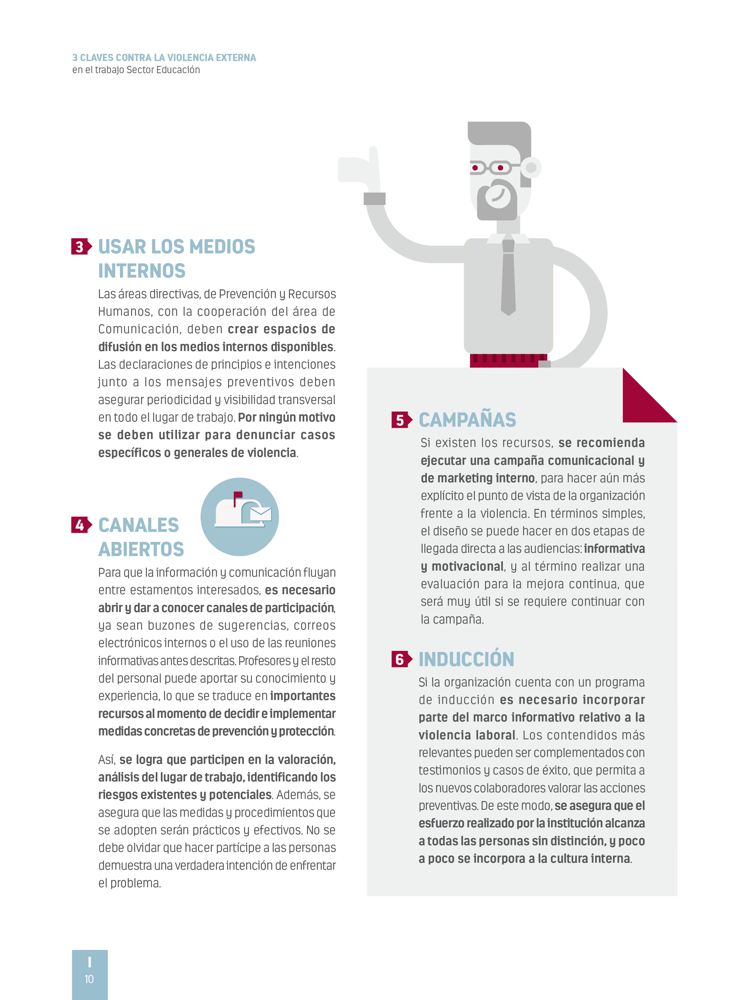 3 CLAVES CONTRA LA VIOLENCIA EXTERNA
en el trabajo Sector Educación
3 USAR LOS MEDIOS
INTERNOS
Las áreas directivas, de Prevención y Recursos
Humanos, con la cooperación del área de
Comunicación, deben crear espacios de
difusión en los medios internos disponibles.
Las declaraciones de principios e intenciones
junto a los mensajes preventivos deben
asegurar periodicidad y visibilidad transversal
en todo el lugar de trabajo. Por ningún motivo
se deben utilizar para denunciar casos
específicos o generales de violencia.
4 CANALES
ABIERTOS
Para que la información y comunicación fluyan
entre estamentos interesados, es necesario
abrir y dar a conocer canales de participación,
ya sean buzones de sugerencias, correos
electrónicos internos o el uso de las reuniones
informativas antes descritas. Profesores y el resto
del personal puede aportar su conocimiento y
experiencia, lo que se traduce en importantes
recursos al momento de decidir e implementar
medidas concretas de prevención y protección.
Así, se logra que participen en la valoración,
análisis del lugar de trabajo, identificando los
riesgos existentes y potenciales. Además, se
asegura que las medidas y procedimientos que
se adopten serán prácticos y efectivos. No se
debe olvidar que hacer partícipe a las personas
demuestra una verdadera intención de enfrentar
el problema.
5 CAMPAÑAS
Si existen los recursos, se recomienda
ejecutar una campaña comunicacional y
de marketing interno, para hacer aún más
explícito el punto de vista de la organización
frente a la violencia. En términos simples,
el diseño se puede hacer en dos etapas de
llegada directa a las audiencias: informativa
y motivacional, y al término realizar una
evaluación para la mejora continua, que
será muy útil si se requiere continuar con
la campaña.
6 INDUCCIÓN
Si la organización cuenta con un programa
de inducción es necesario incorporar
parte del marco informativo relativo a la
violencia laboral. Los contendidos más
relevantes pueden ser complementados con
testimonios y casos de éxito, que permita a
los nuevos colaboradores valorar las acciones
preventivas. De este modo, se asegura que el
esfuerzo realizado por la institución alcanza
a todas las personas sin distinción, y poco
a poco se incorpora a la cultura interna.
I
10